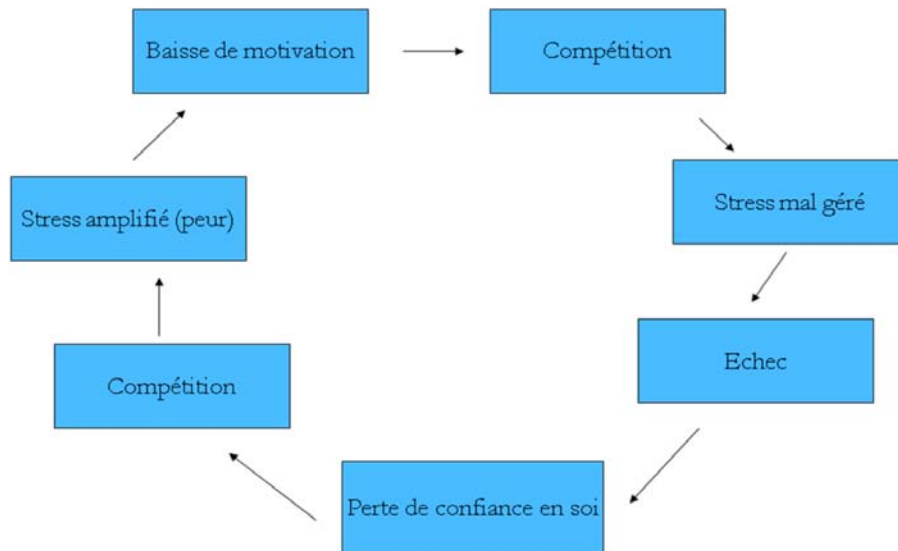 Baisse de motivation
Compétition
Stress mal géré
Echec
Perte de confiance en soi
Compétition
Stress amplifié (peur)